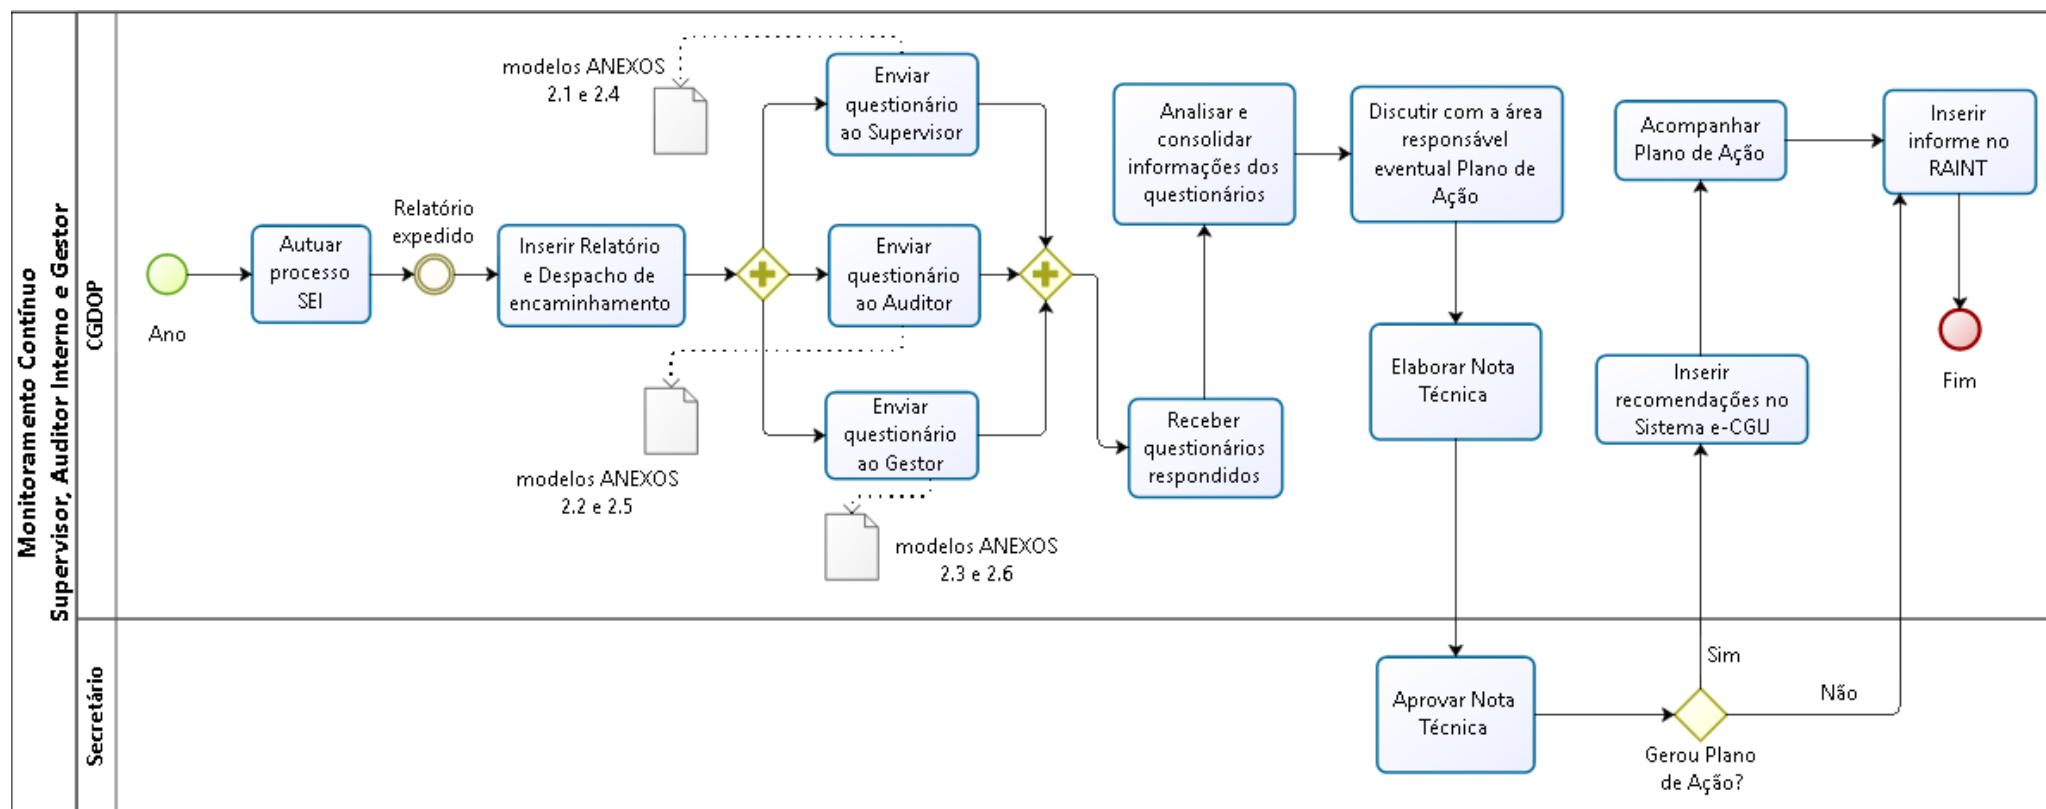 Monitoramento Contínuo
Supervisor, Auditor Interno e Gestor
CGDOP
Ano
Autuar
processo
SEI
Relatório
expedido
Inserir Relatório
e Despacho de
encaminhamento
modelos ANEXOS
2.1 e 2.4
Enviar
questionário
ao Supervisor
Enviar
questionário
ao Auditor
modelos ANEXOS
2.2 e 2.5
Enviar
questionário
ao Gestor
modelos ANEXOS
2.3 e 2.6
Receber
questionários
respondidos
Analisar e
consolidar
informações dos
questionários
Discutir com a área
responsável
eventual Plano de
Ação
Elaborar Nota
Técnica
Secretário
Aprovar Nota
Técnica
Gerou Plano
de Ação?
Sim
Não
Inserir
recomendações no
Sistema e-CGU
Acompanhar
Plano de Ação
Inserir
informe no
RAINT
Fim